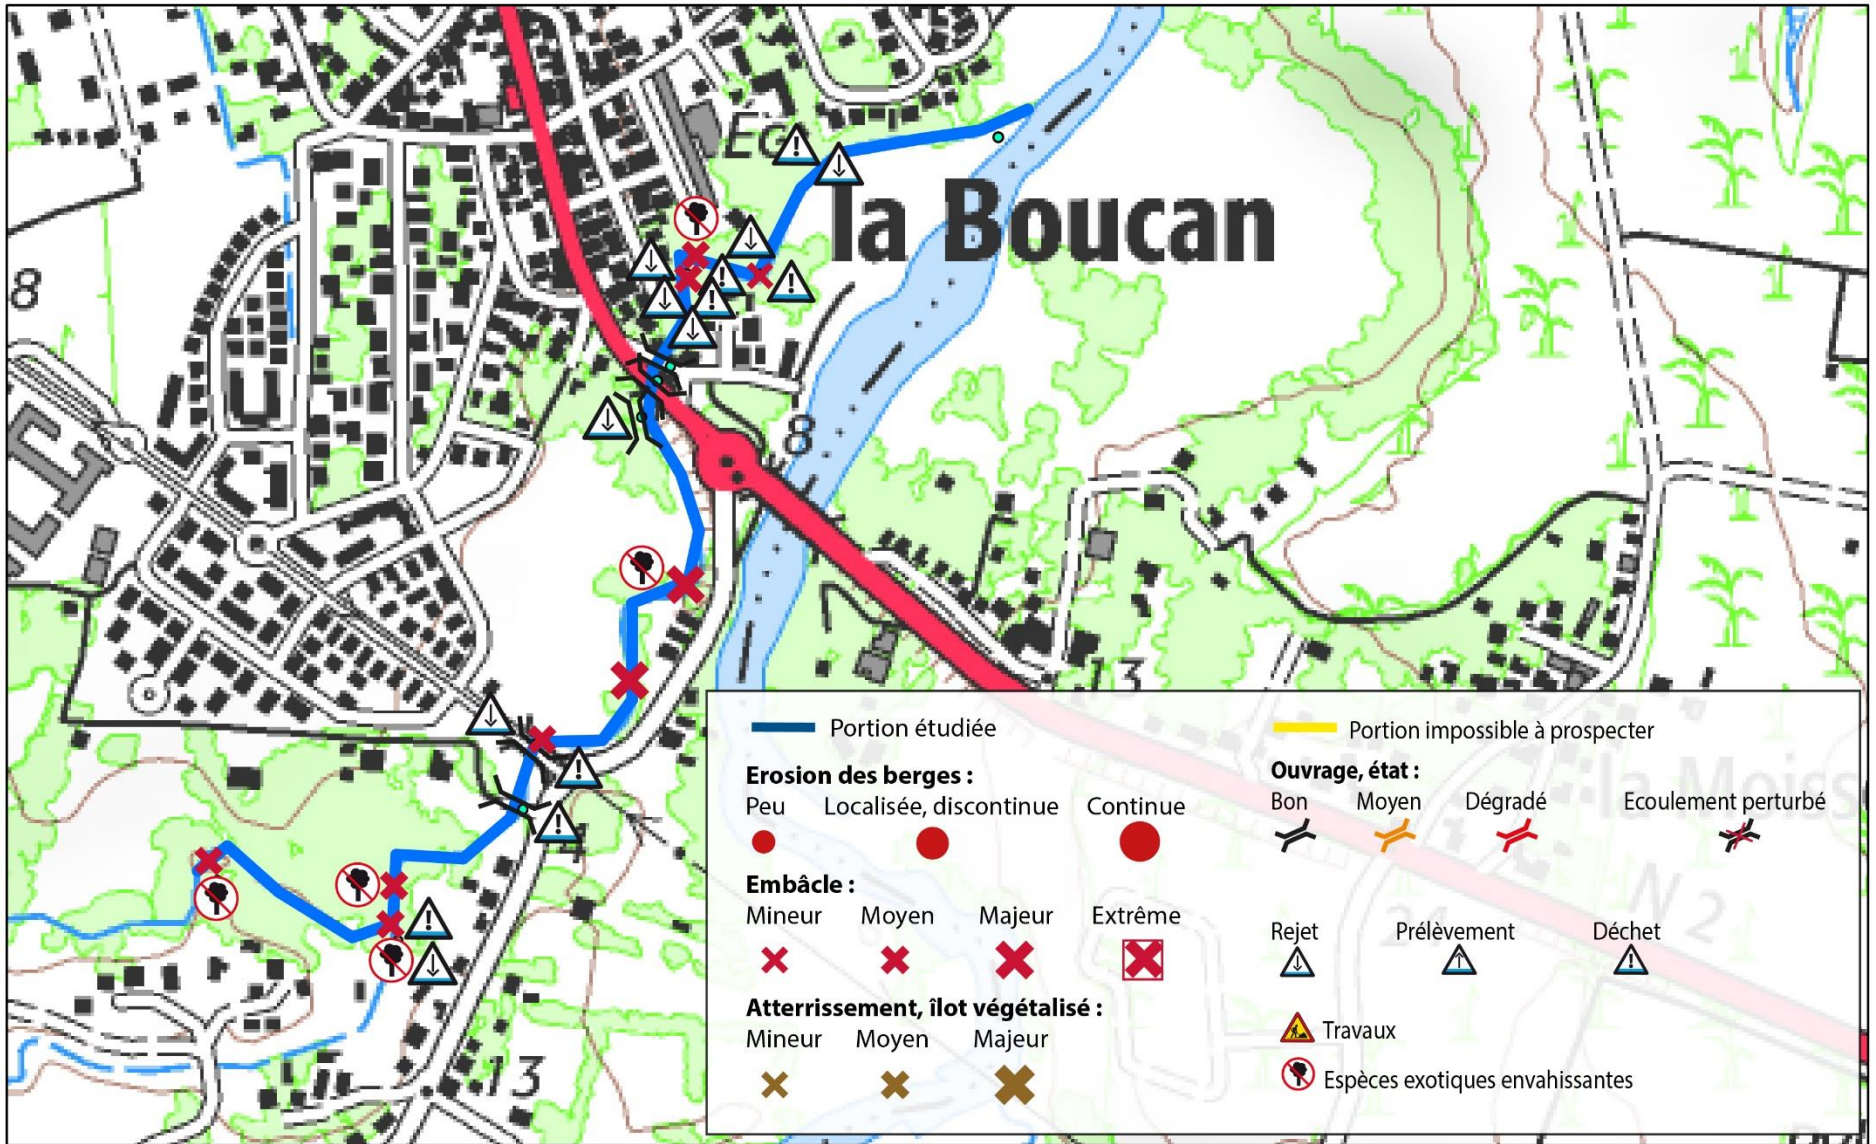 Eg
la Boucan
8
8
13
13
Portion étudiée
Portion impossible à prospecter
Erosion des berges :
Peu Localisée, discontinue Continue
Embâcle :
Mineur Moyen Majeur Extrême
Atterrissement, îlot végétalisé :
Mineur Moyen Majeur
Ouvrage, état :
Bon Moyen Dégradé Ecoulement perturbé
la Moiss
N 2
24
Rejet Prélèvement Déchet
Travaux
Espèces exotiques envahissantes